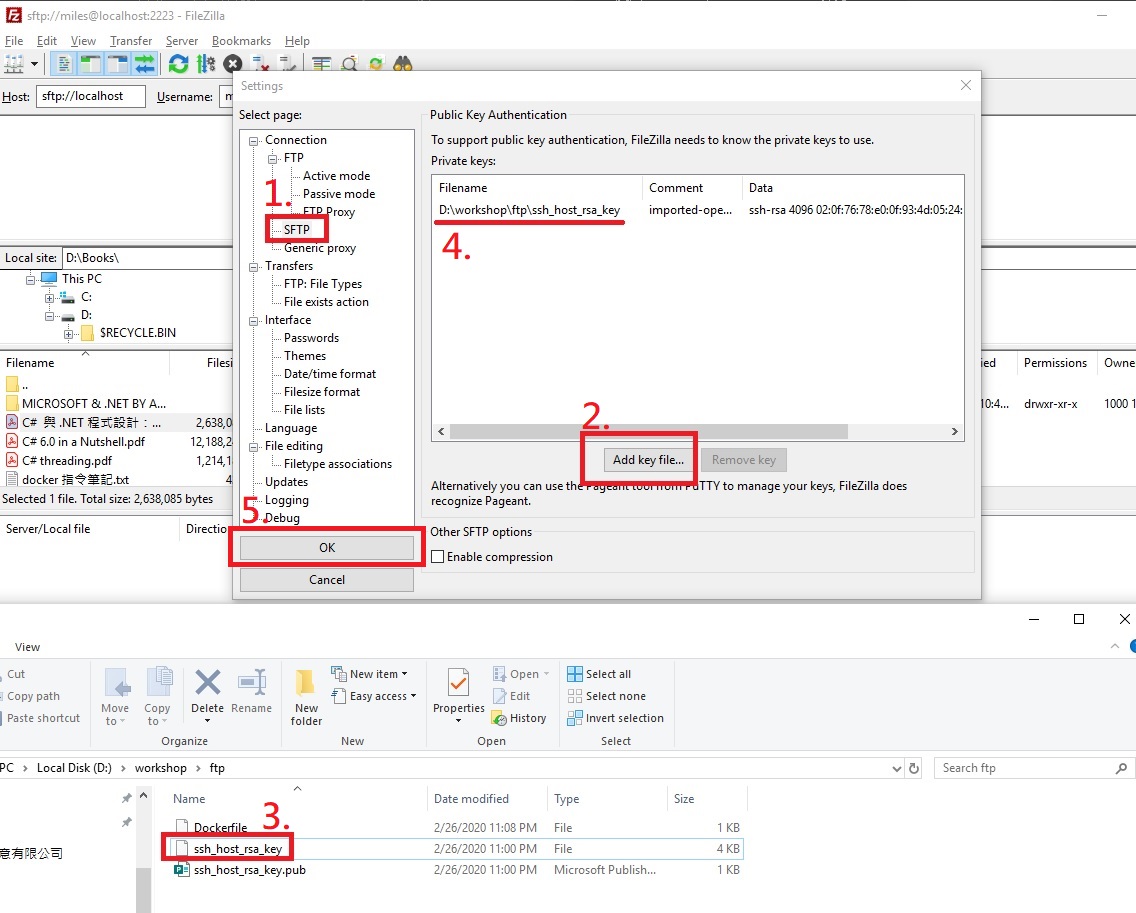 sftp://miles@localhost:2223 - FileZilla
File Edit View Transfer Server Bookmarks Help
Host: sftp://localhost Username:
Settings
Select page:
Connection
FTP
Active mode
Passive mode
FTP Proxy
1.
SFTP
Generic proxy
Transfers
FTP: File Types
File exists action
Interface
Passwords
Themes
Date/time format
Filesize format
File lists
Language
File editing
Filetype associations
Updates
Logging
Debug
5.
OK
Cancel
Public Key Authentication
To support public key authentication, FileZilla needs to know the private keys to use.
Private keys:
Filename Comment Data
D:\workshop\ftp\ssh_host_rsa_key imported-ope... ssh-rsa 4096 02:0f:76:78:e0:0f:93:4d:05:24:
4.
2.
Add key file... Remove key
Alternatively you can use the Pageant tool from PuTTY to manage your keys, FileZilla does
recognize Pageant.
Other SFTP options
Enable compression
Local site: D:\Books\
This PC
C:
D:
$RECYCLE.BIN
Filename Filesi
..
MICROSOFT & .NET BY A...
C# 與 .NET 程式設計：... 2,638,0
C# 6.0 in a Nutshell.pdf 12,188,2
C# threading.pdf 1,214,1
docker 指令筆記.txt 4
Selected 1 file. Total size: 2,638,085 bytes
Server/Local file Directio
ied Permissions Owne
10:4... drwxr-xr-x 1000 1
View
Cut
Copy path
Paste shortcut
Move to
Copy to
Delete
Rename
Organize
New folder
New item
Easy access
New
Properties
Open
Edit
History
Open
Select all
Select none
Invert selection
Select
PC > Local Disk (D:) > workshop > ftp
Search ftp
Name Date modified Type Size
3.
Dockerfile 2/26/2020 11:08 PM File 1 KB
ssh_host_rsa_key 2/26/2020 11:00 PM File 4 KB
ssh_host_rsa_key.pub 2/26/2020 11:00 PM Microsoft Publish... 1 KB
意有限公司